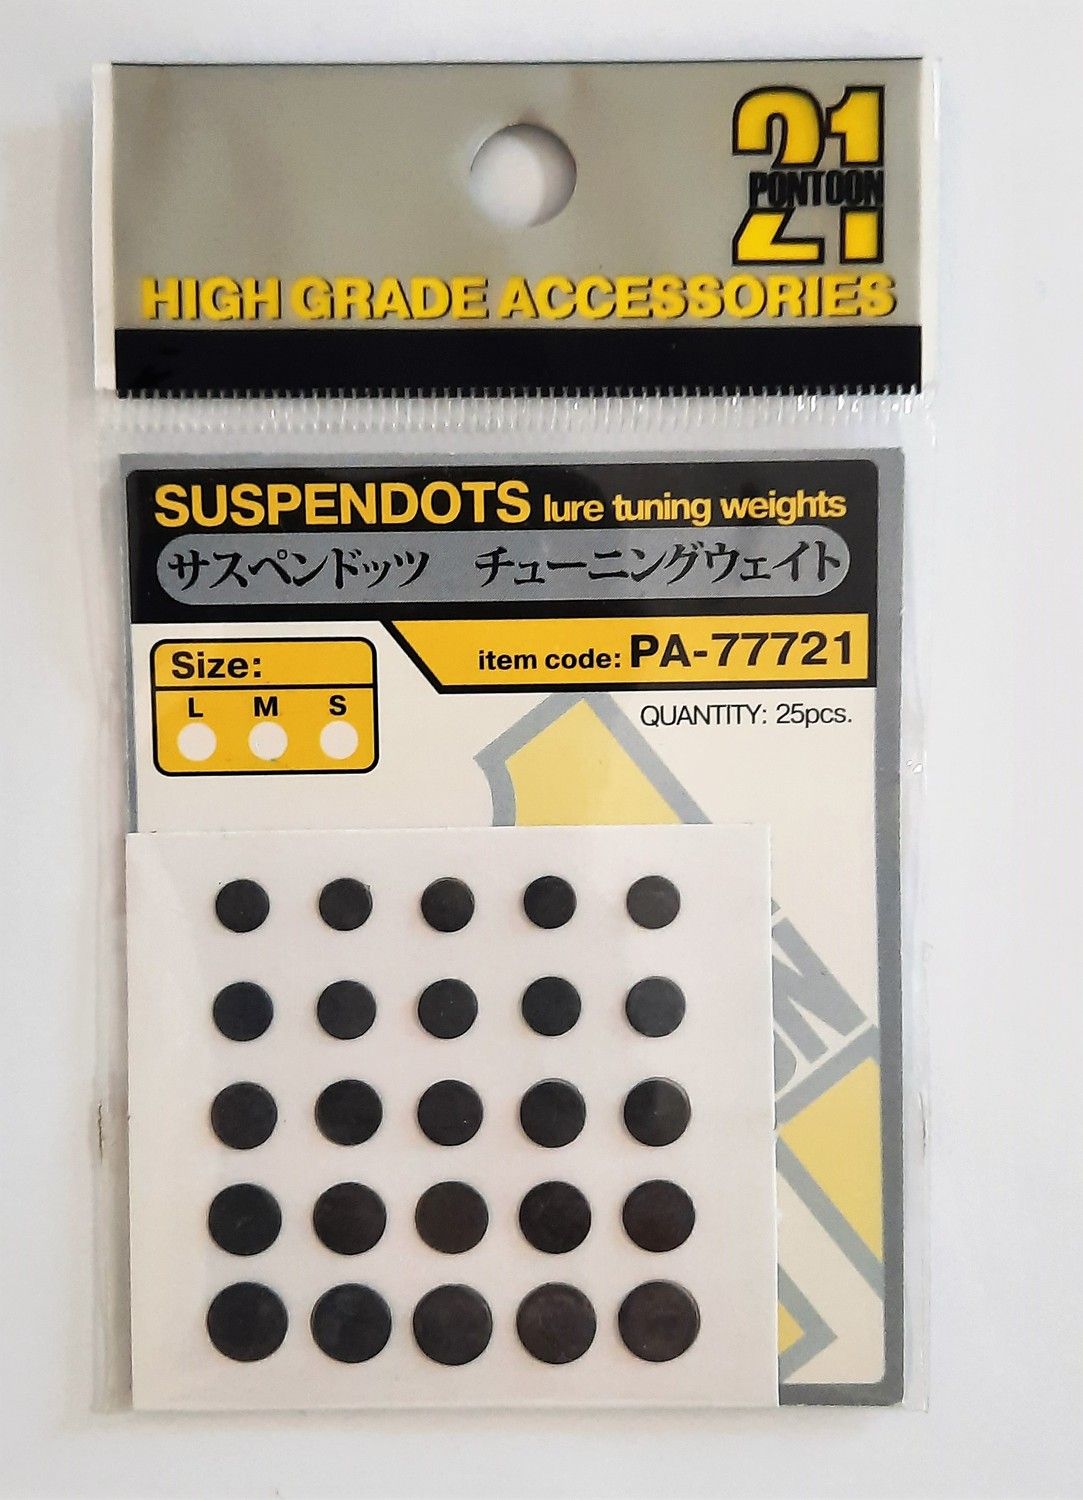 21
PONTOON
HIGH GRADE ACCESSORIES
SUSPENDOTS lure tuning weights
サスペンドッツ　チューニングウェイト
Size:
L M S
item code: PA-77721
QUANTITY: 25pcs.